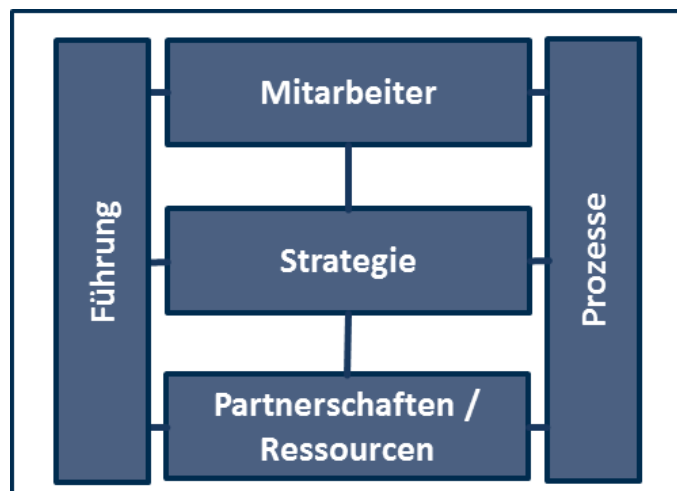 Führung
Mitarbeiter
Strategie
Partnerschaften /
Ressourcen
Prozesse